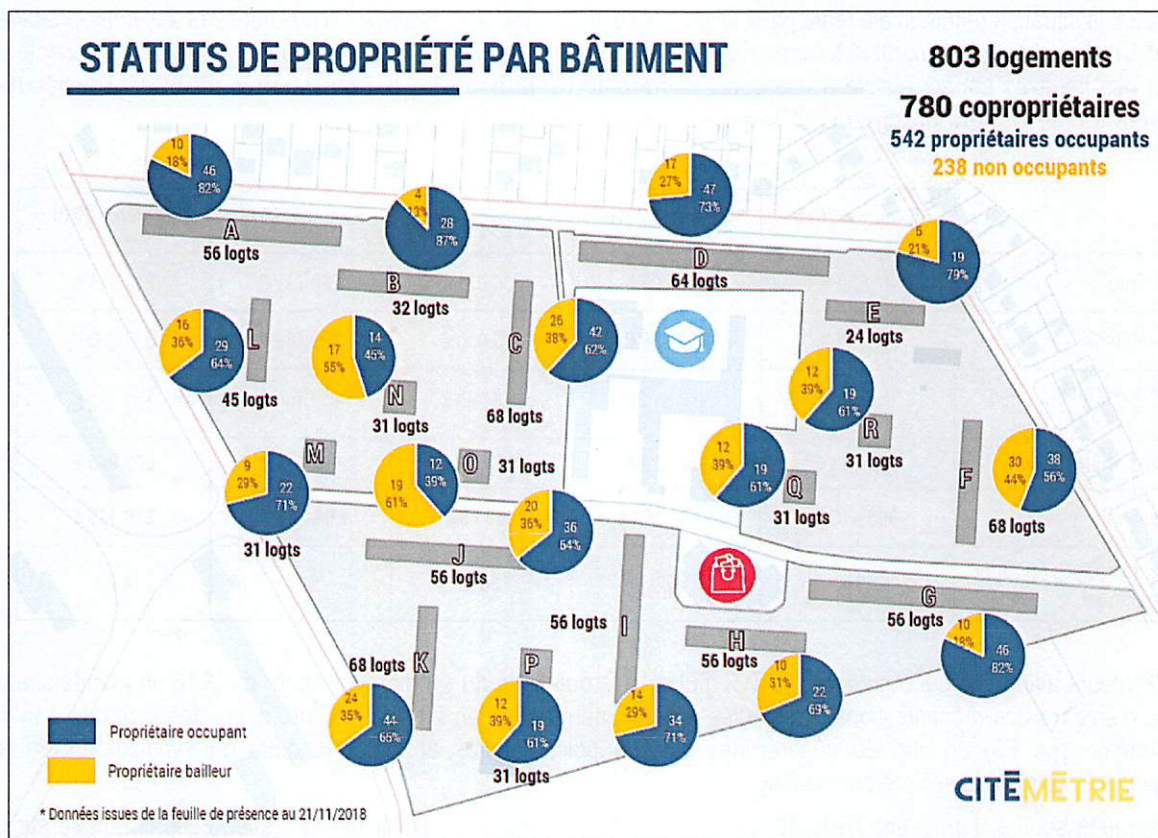 STATUTS DE PROPRIÉTÉ PAR BÂTIMENT
803 logements
780 copropriétaires
542 propriétaires occupants
238 non occupants
10
18%
46
82%
A
56 logts
4
13%
28
87%
B
32 logts
17
27%
47
73%
D
64 logts
5
21%
19
79%
E
24 logts
16
36%
29
64%
L
45 logts
17
55%
14
45%
N
31 logts
C
68 logts
26
38%
42
62%
12
39%
19
61%
R
31 logts
M
9
29%
22
71%
31 logts
19
61%
12
39%
O
31 logts
12
39%
19
61%
Q
31 logts
F
68 logts
30
44%
38
56%
J
56 logts
20
36%
36
64%
I
56 logts
H
56 logts
G
56 logts
10
18%
46
82%
K
68 logts
24
35%
44
65%
P
12
39%
19
61%
31 logts
14
29%
34
71%
10
31%
22
69%
Propriétaire occupant
Propriétaire bailleur
* Données issues de la feuille de présence au 21/11/2018
CITĒMÉTRIE